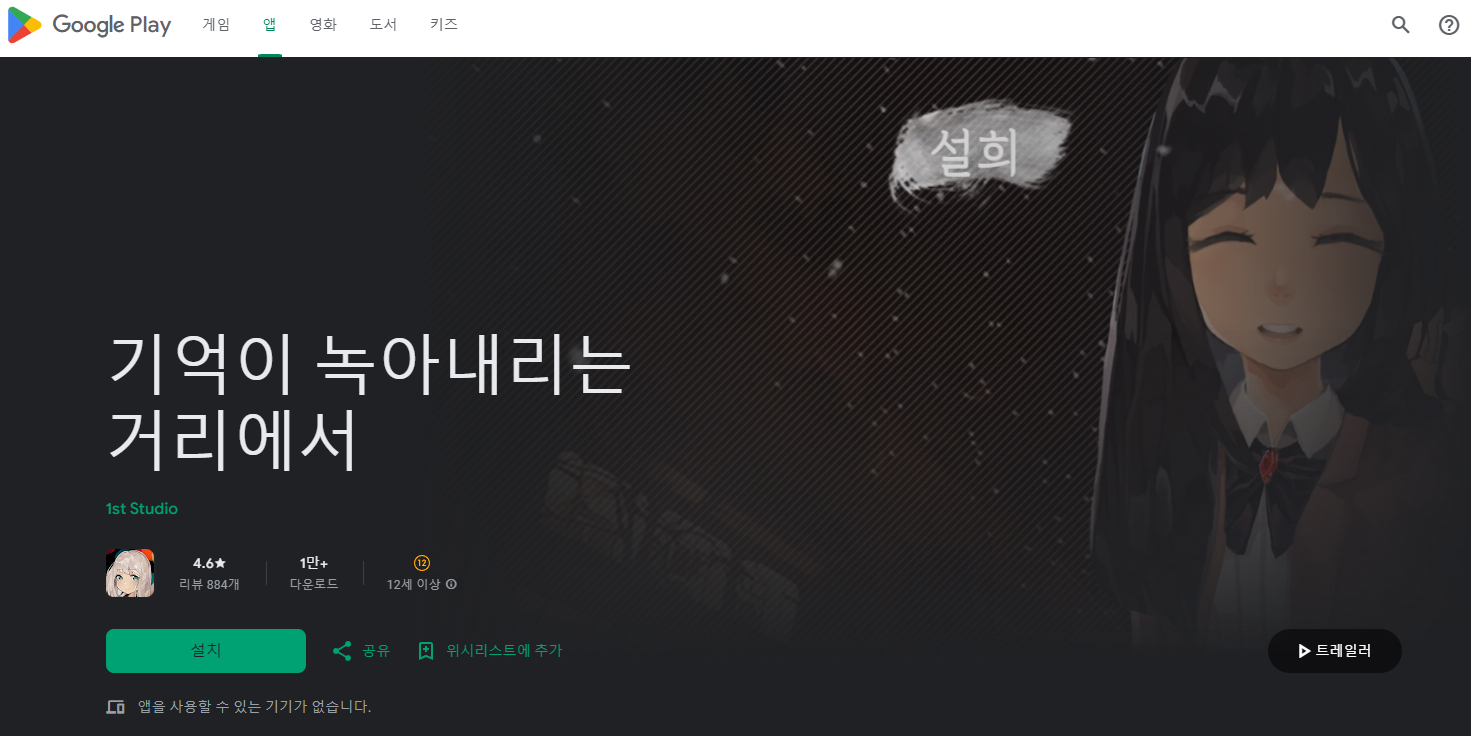 Google Play 게임 앱 영화 도서 키즈
설희
기억이 녹아내리는
거리에서
1st Studio
4.6★ 1만+ 12
리뷰 884개 다운로드 12세 이상
설치 공유 위시리스트에 추가 트레일러
앱을 사용할 수 있는 기기가 없습니다.